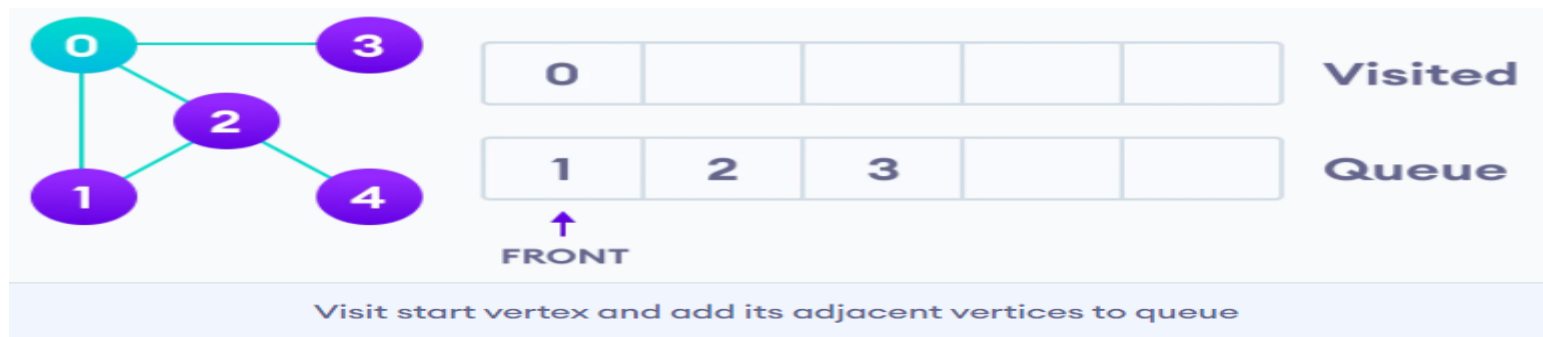 0 3
0 Visited
2
1 2 3 Queue
1 4
FRONT
Visit start vertex and add its adjacent vertices to queue